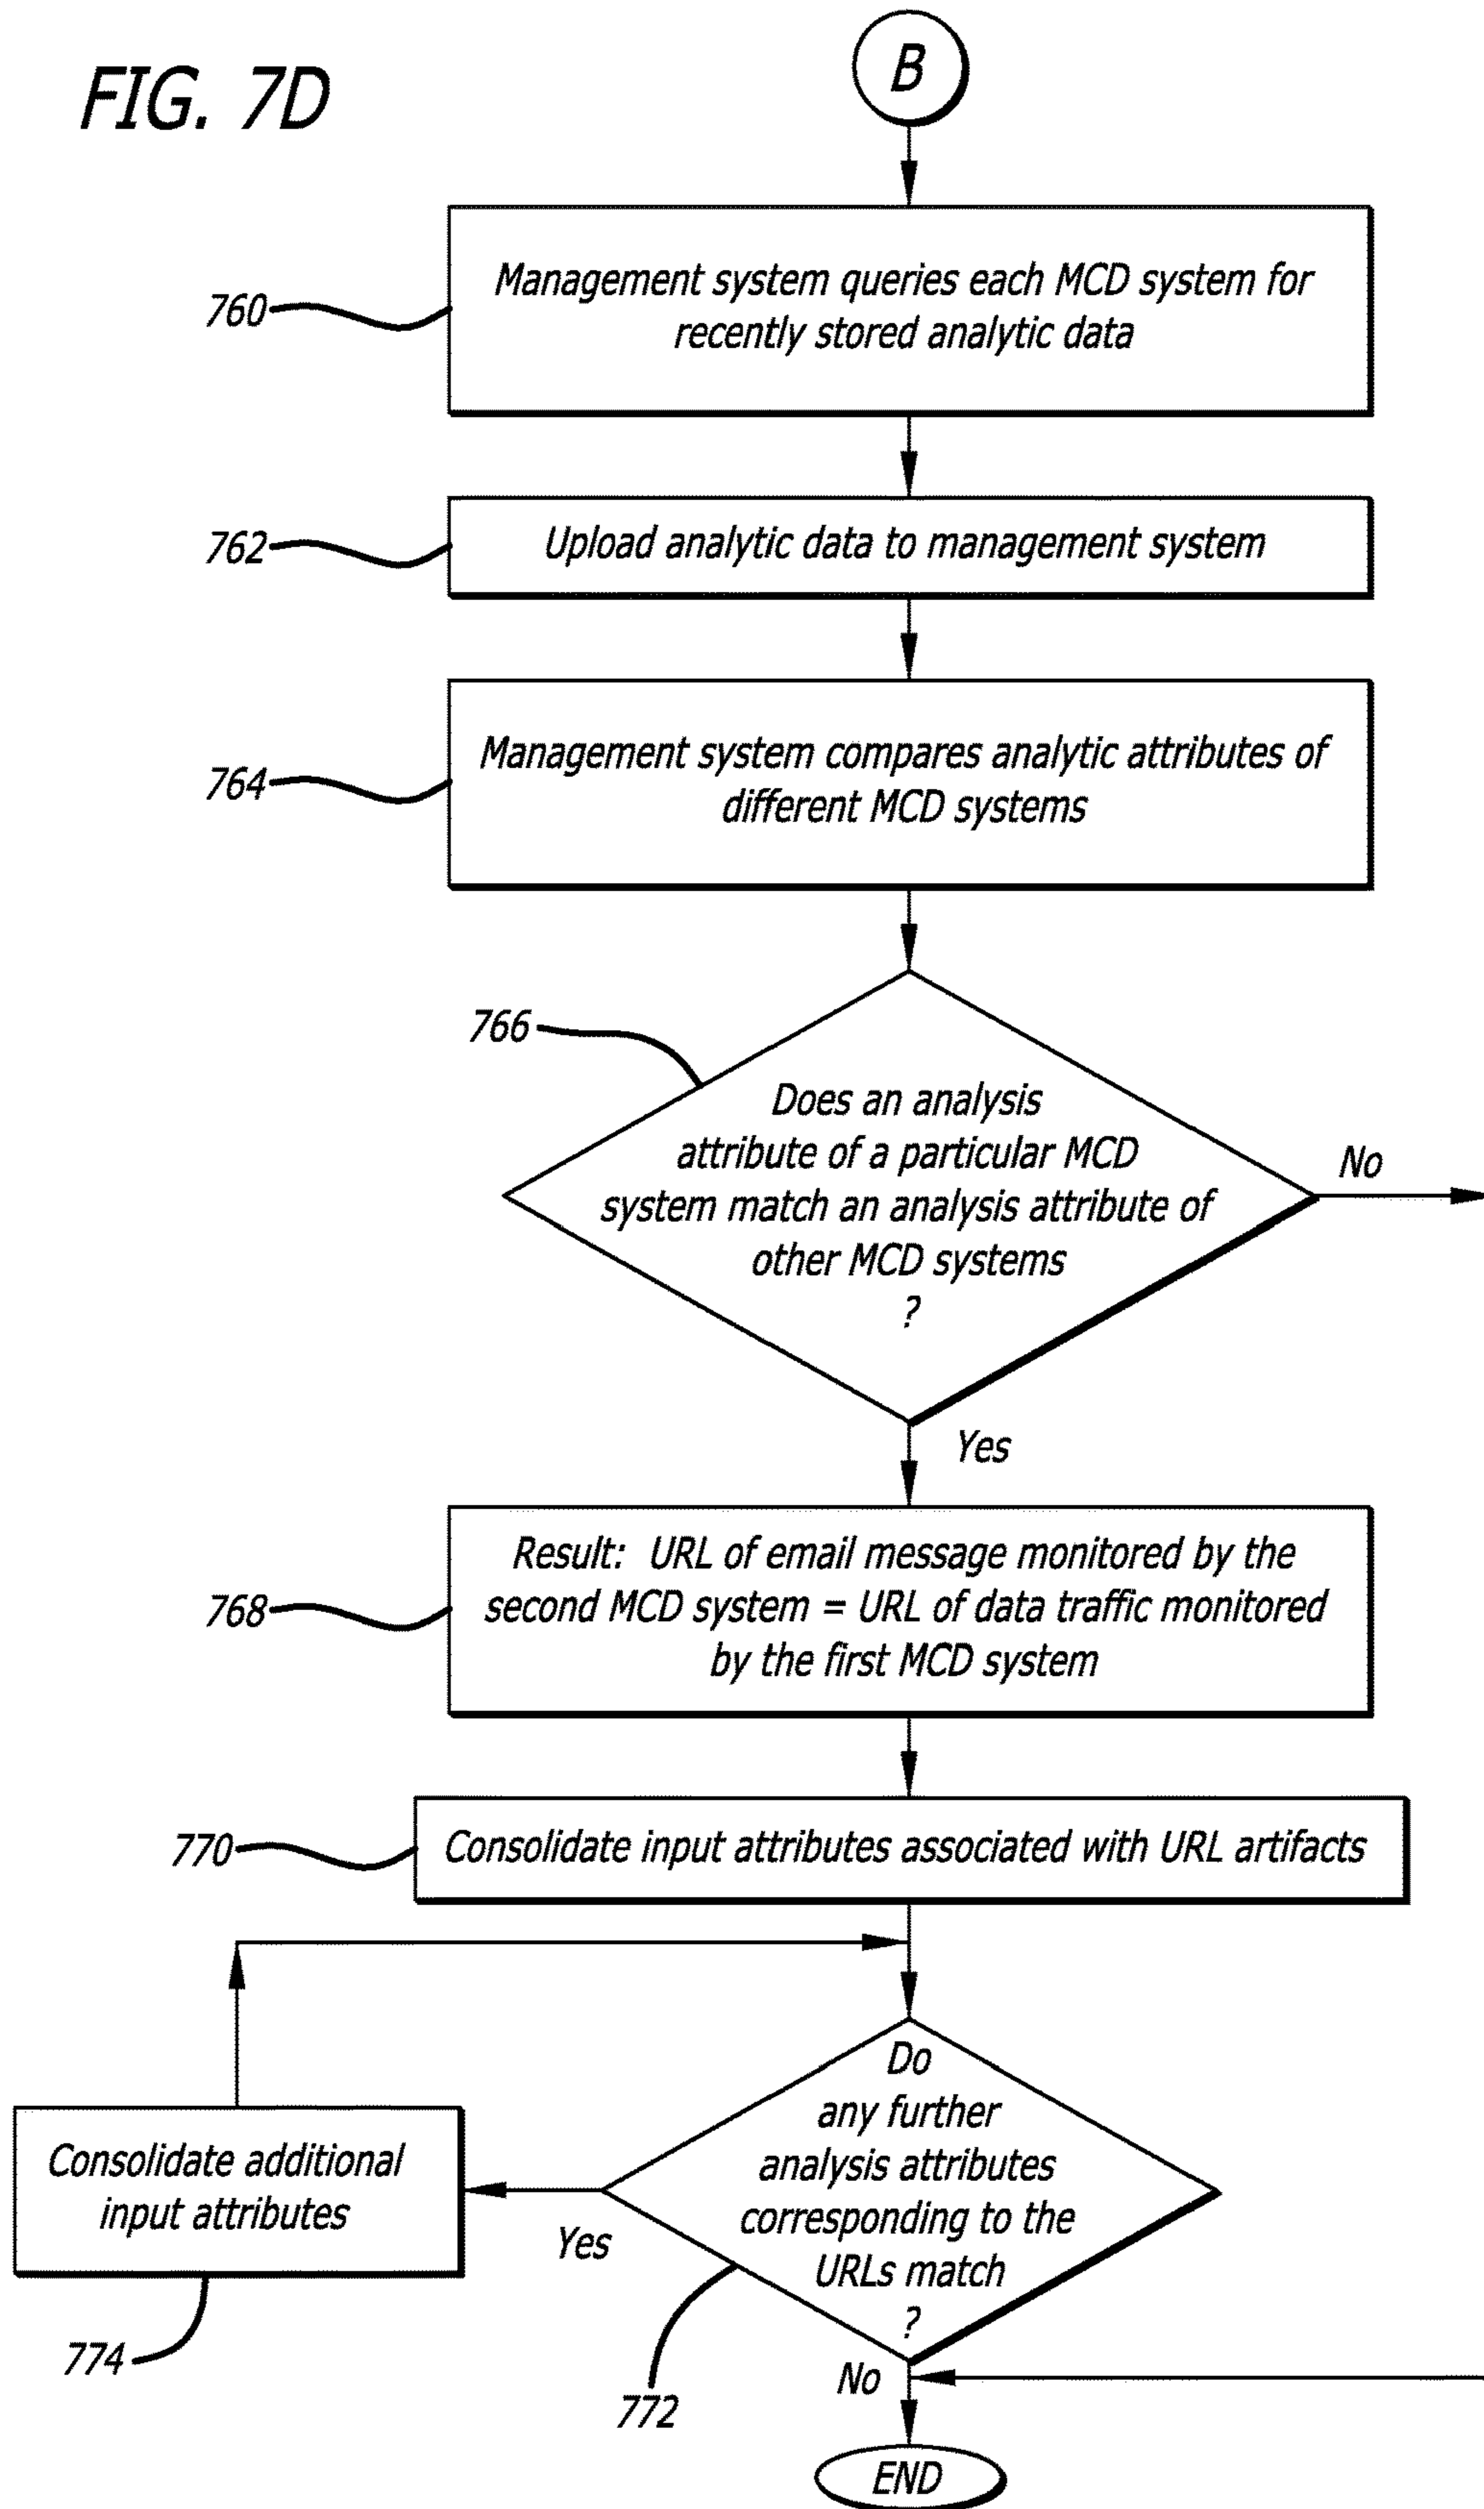 FIG. 7D
B
760
Management system queries each MCD system for
recently stored analytic data
762
Upload analytic data to management system
764
Management system compares analytic attributes of
different MCD systems
766
Does an analysis
attribute of a particular MCD
system match an analysis attribute of
other MCD systems
?
No
Yes
768
Result: URL of email message monitored by the
second MCD system = URL of data traffic monitored
by the first MCD system
770
Consolidate input attributes associated with URL artifacts
Do
any further
analysis attributes
corresponding to the
URLs match
?
Yes
Consolidate additional
input attributes
774
772
No
END